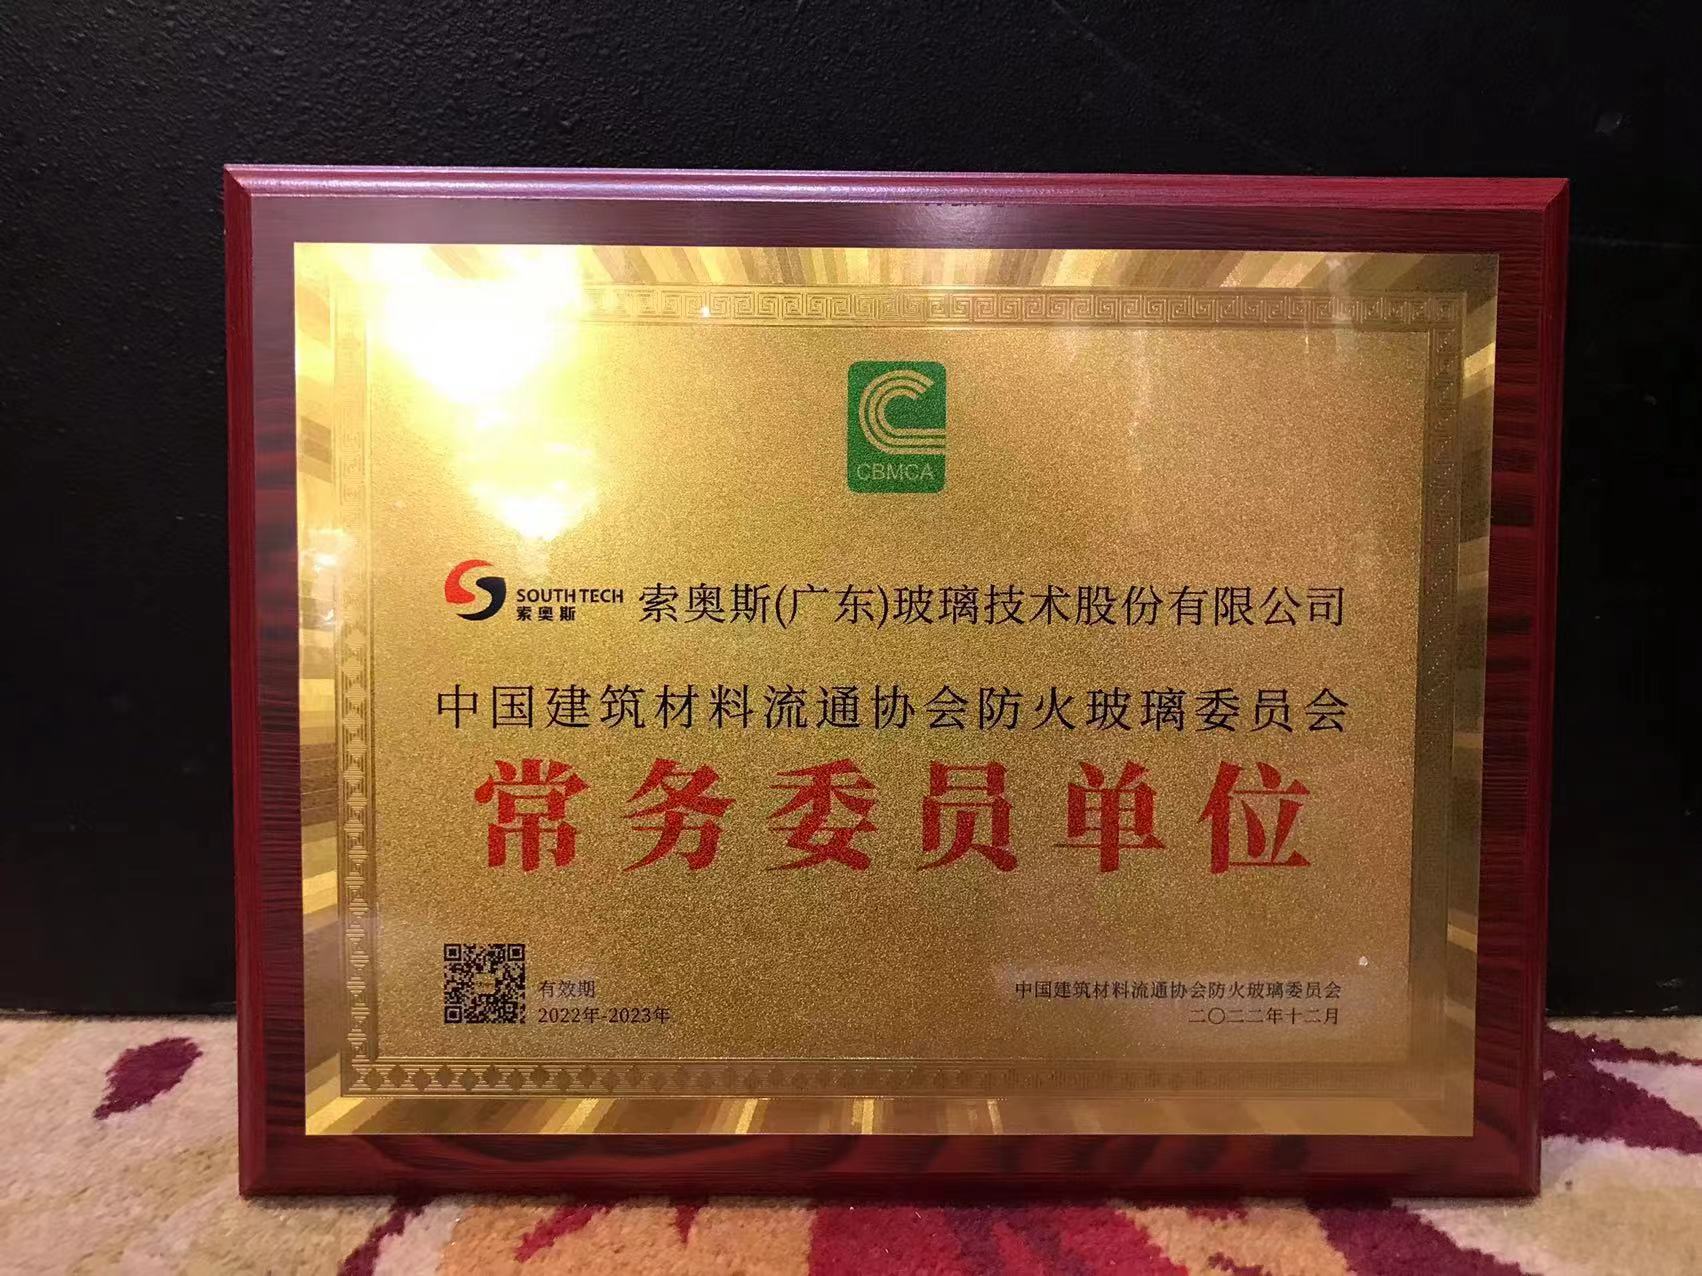 CBMCA
SOUTHTECH
索奥斯
索奥斯(广东)玻璃技术股份有限公司
中国建筑材料流通协会防火玻璃委员会
常务委员单位
有效期
2022年-2023年
中国建筑材料流通协会防火玻璃委员会
二〇二二年十二月